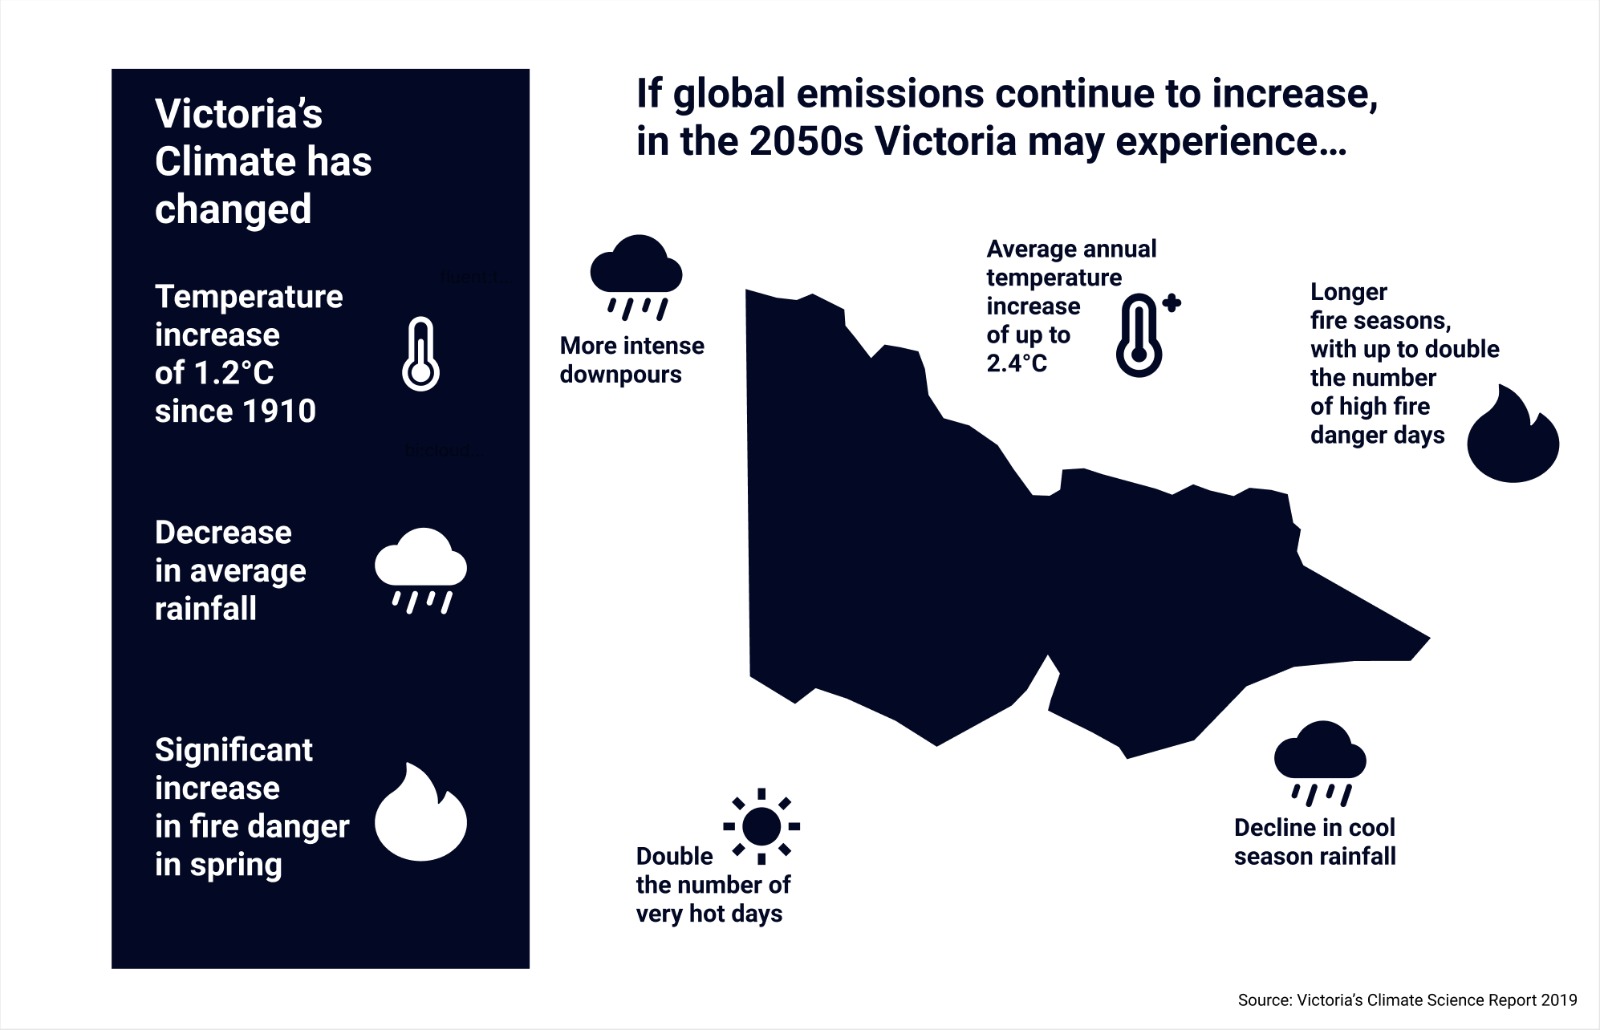 Victoria's
Climate has
changed
Temperature
increase
of 1.2°C
since 1910
Decrease
in average
rainfall
Significant
increase
in fire danger
in spring
If global emissions continue to increase,
in the 2050s Victoria may experience...
More intense
downpours
Average annual
temperature
increase
of up to
2.4°C
Longer
fire seasons,
with up to double
the number
of high fire
danger days
Double
the number of
very hot days
Decline in cool
season rainfall
Source: Victoria's Climate Science Report 2019